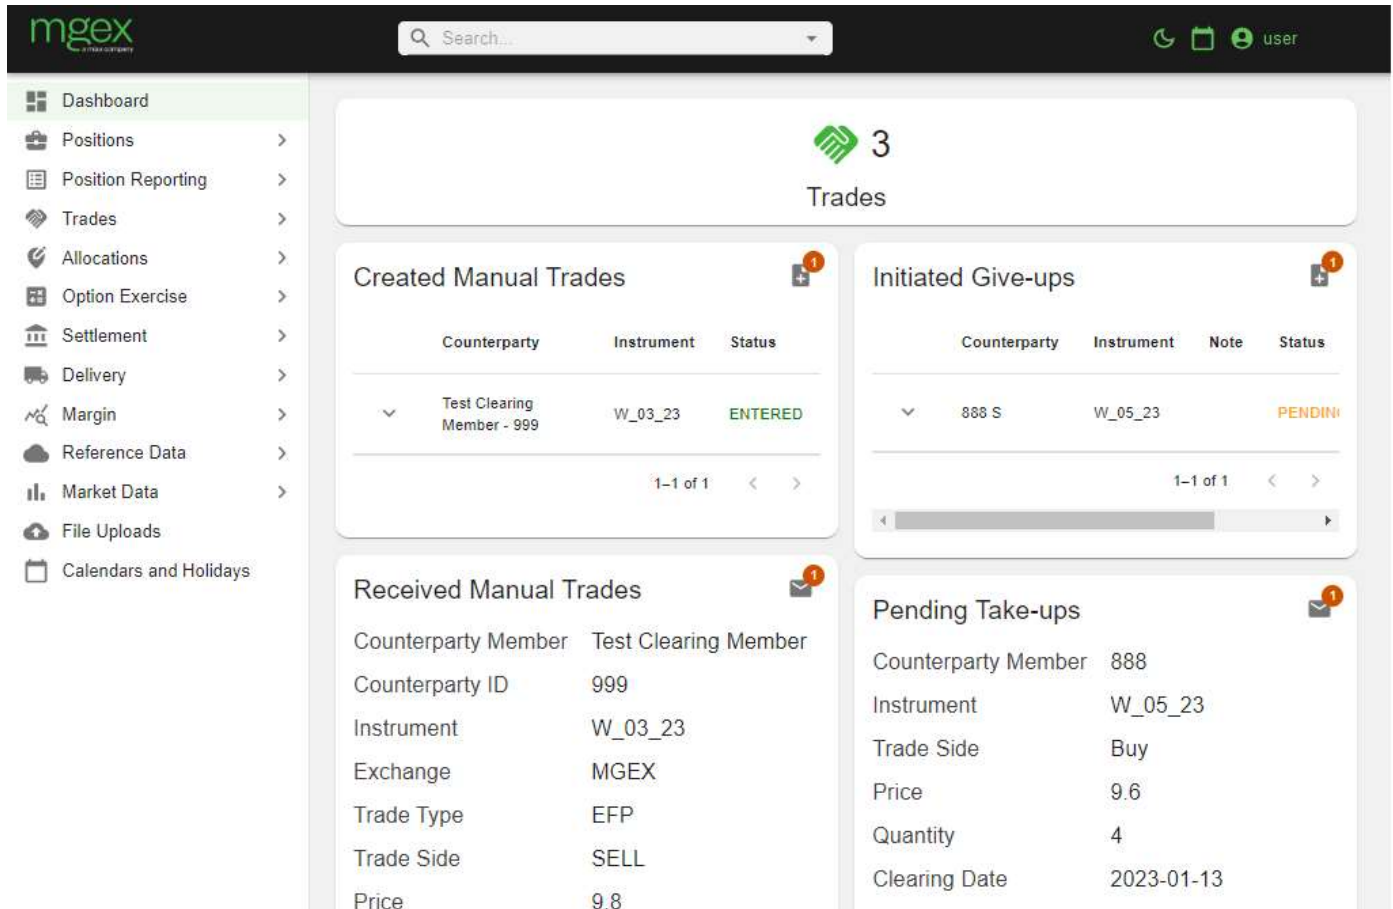 mgex
a miax company
Search...
user
Dashboard
Positions
Position Reporting
Trades
Allocations
Option Exercise
Settlement
Delivery
Margin
Reference Data
Market Data
File Uploads
Calendars and Holidays
3
Trades
Created Manual Trades
1
Counterparty Instrument Status
Test Clearing
Member - 999
W_03_23
ENTERED
1–1 of 1
Initiated Give-ups
1
Counterparty Instrument Note Status
888 S W_05_23 PENDIN
1–1 of 1
Received Manual Trades
1
Counterparty Member Test Clearing Member
Counterparty ID 999
Instrument W_03_23
Exchange MGEX
Trade Type EFP
Trade Side SELL
Price 9.8
Pending Take-ups
1
Counterparty Member 888
Instrument W_05_23
Trade Side Buy
Price 9.6
Quantity 4
Clearing Date 2023-01-13